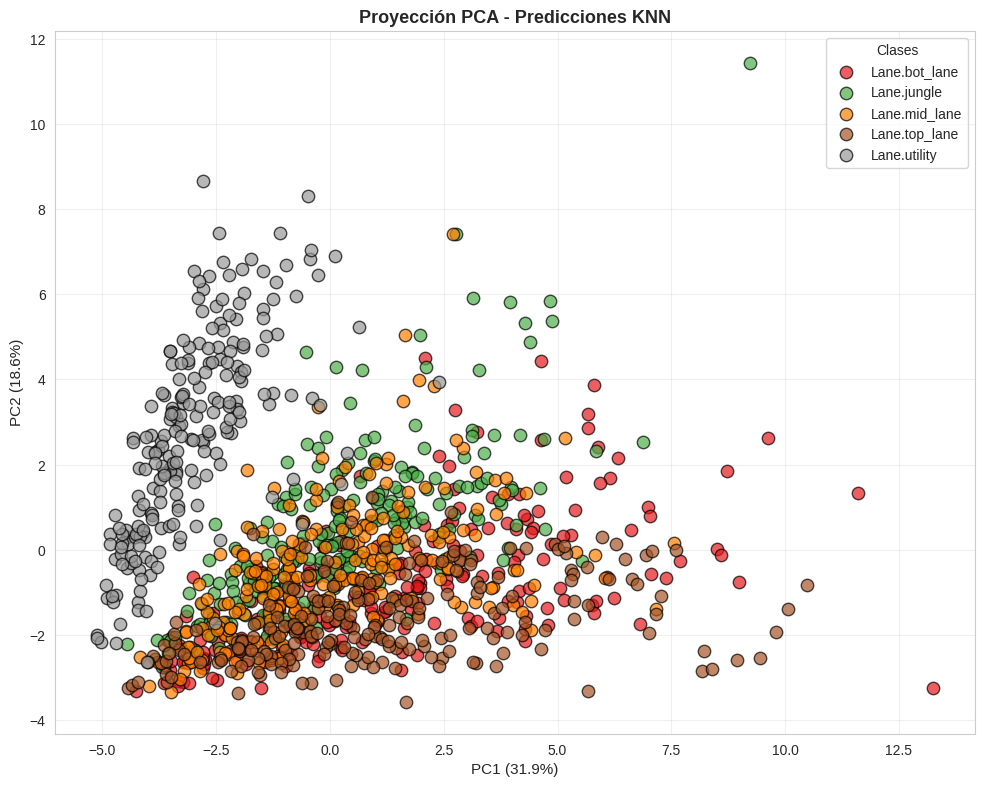 Proyección PCA - Predicciones KNN
Clases
Lane.bot_lane
Lane.jungle
Lane.mid_lane
Lane.top_lane
Lane.utility
12
10
8
6
4
2
0
−2
−4
PC2 (18.6%)
−5.0
−2.5
0.0
2.5
5.0
7.5
10.0
12.5
PC1 (31.9%)